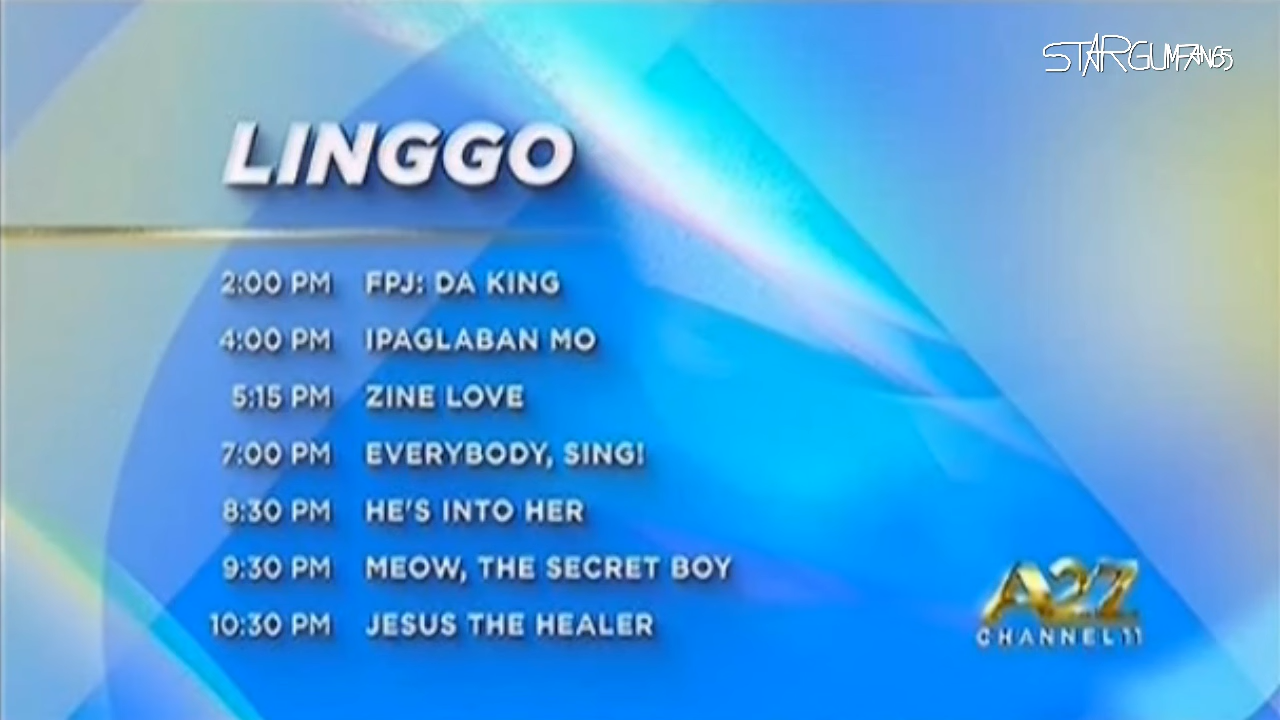 STARGUMFANGS
LINGGO
2:00 PM FPJ: DA KING
4:00 PM IPAGLABAN MO
5:15 PM ZINE LOVE
7:00 PM EVERYBODY, SING!
8:30 PM HE'S INTO HER
9:30 PM MEOW, THE SECRET BOY
10:30 PM JESUS THE HEALER
A2Z
CHANNEL 11